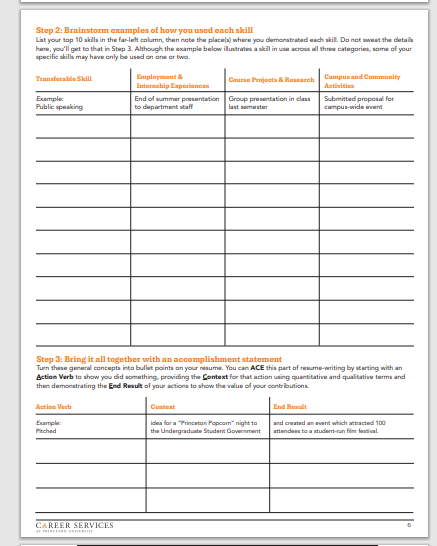 Step 2: Brainstorm examples of how you used each skill
List your top 10 skills in the far-left column, then note the place(s) where you demonstrated each skill. Do not sweat the details
here, you'll get to that in Step 3. Although the example below illustrates a skill in use across all three categories, some of your
specific skills may have only be used on one or two.
Transferable Skill
Employment &
Internship Experiences
Course Projects & Research
Campus and Community
Activities
Example:
Public speaking
End of summer presentation
to department staff
Group presentation in class
last semester
Submitted proposal for
campus-wide event
Step 3: Bring it all together with an accomplishment statement
Turn these general concepts into bullet points on your resume. You can ACE this part of resume-writing by starting with an
Action Verb to show you did something, providing the Context for that action using quantitative and qualitative terms and
then demonstrating the End Result of your actions to show the value of your contributions.
Action Verb
Context
End Result
Example:
Pitched
idea for a "Princeton Popcorn" night to
the Undergraduate Student Government
and created an event which attracted 100
attendees to a student-run film festival.
CAREER SERVICES
AT PRINCETON UNIVERSITY
6